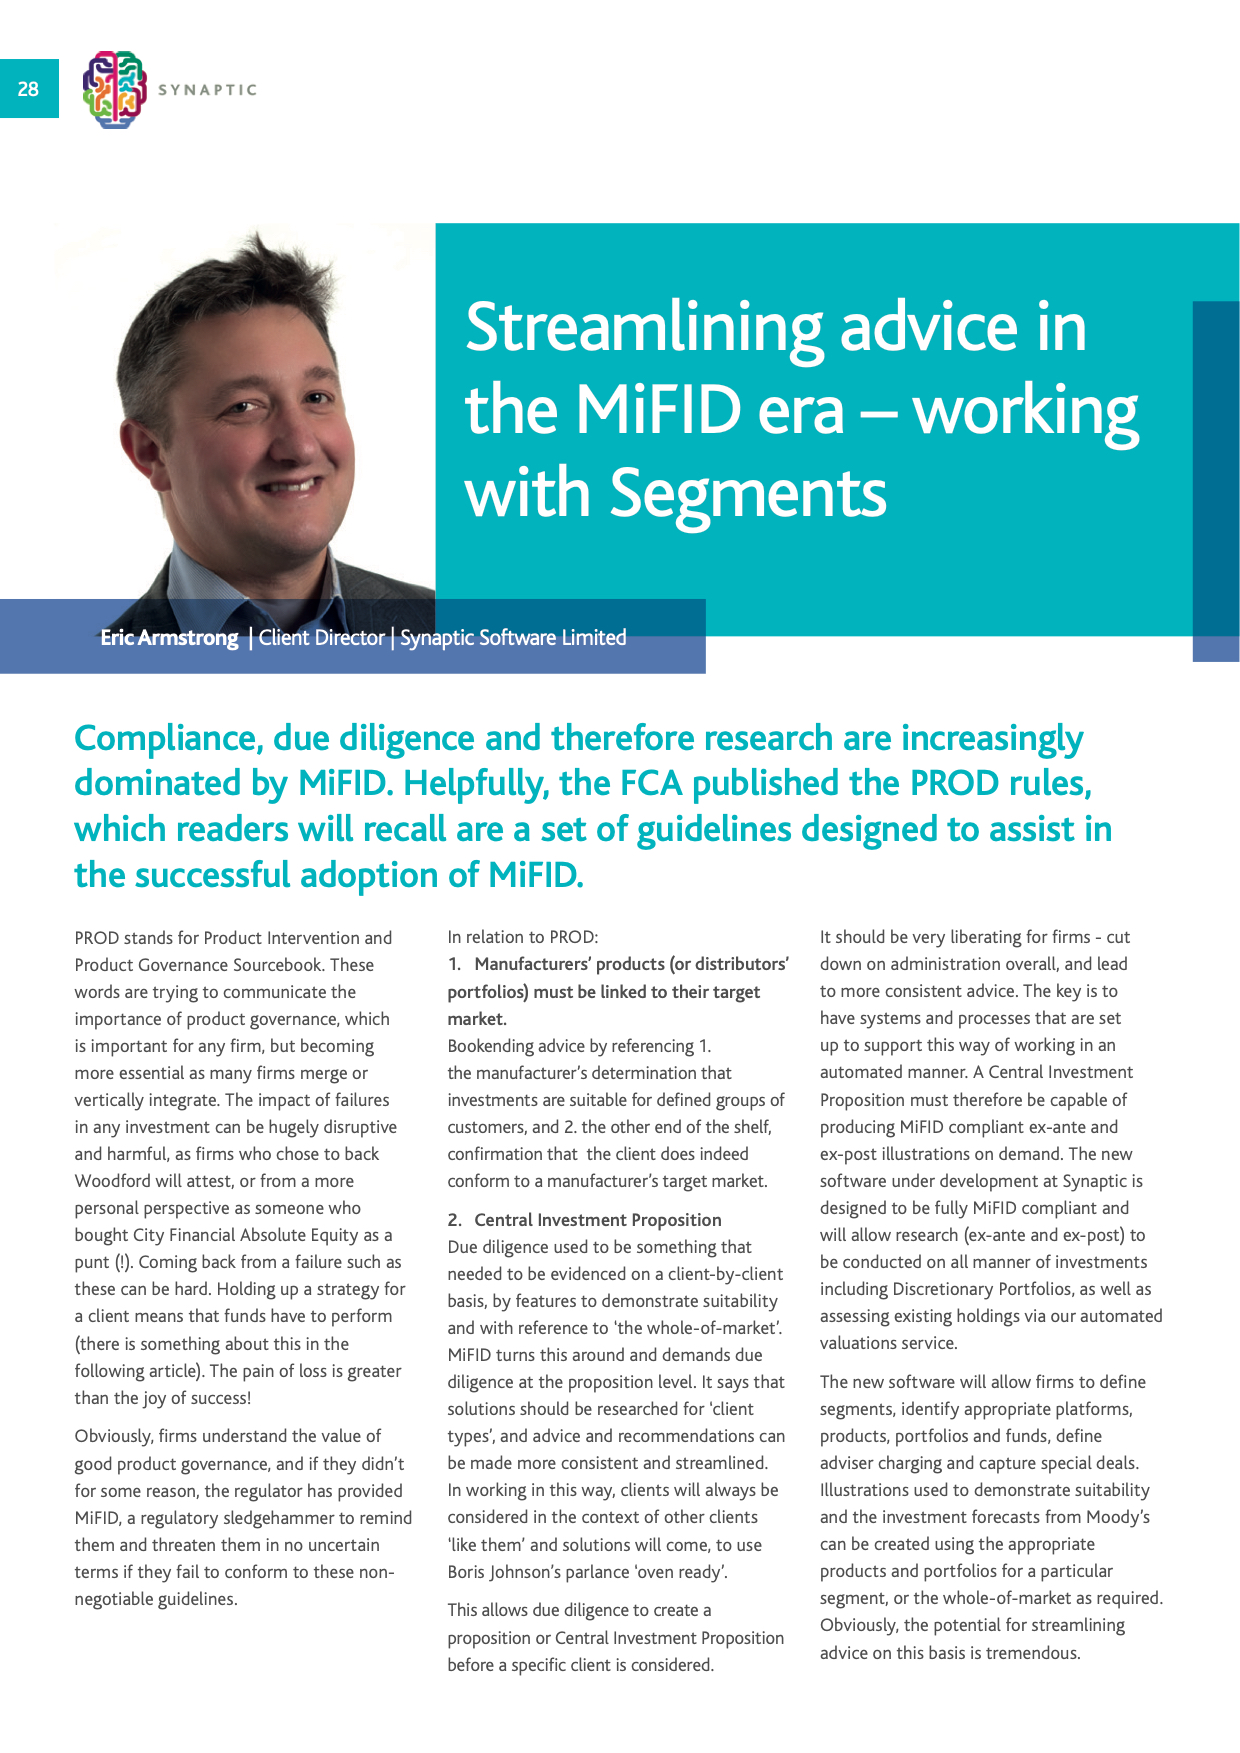 28
SYNAPTIC
Streamlining advice in
the MiFID era – working
with Segments
Eric Armstrong | Client Director | Synaptic Software Limited
Compliance, due diligence and therefore research are increasingly
dominated by MiFID. Helpfully, the FCA published the PROD rules,
which readers will recall are a set of guidelines designed to assist in
the successful adoption of MiFID.
PROD stands for Product Intervention and
Product Governance Sourcebook. These
words are trying to communicate the
importance of product governance, which
is important for any firm, but becoming
more essential as many firms merge or
vertically integrate. The impact of failures
in any investment can be hugely disruptive
and harmful, as firms who chose to back
Woodford will attest, or from a more
personal perspective as someone who
bought City Financial Absolute Equity as a
punt (!). Coming back from a failure such as
these can be hard. Holding up a strategy for
a client means that funds have to perform
(there is something about this in the
following article). The pain of loss is greater
than the joy of success!
Obviously, firms understand the value of
good product governance, and if they didn't
for some reason, the regulator has provided
MiFID, a regulatory sledgehammer to remind
them and threaten them in no uncertain
terms if they fail to conform to these non-
negotiable guidelines.
In relation to PROD:
1. Manufacturers' products (or distributors'
portfolios) must be linked to their target
market.
Bookending advice by referencing 1.
the manufacturer's determination that
investments are suitable for defined groups of
customers, and 2. the other end of the shelf,
confirmation that the client does indeed
conform to a manufacturer's target market.
2. Central Investment Proposition
Due diligence used to be something that
needed to be evidenced on a client-by-client
basis, by features to demonstrate suitability
and with reference to 'the whole-of-market'.
MiFID turns this around and demands due
diligence at the proposition level. It says that
solutions should be researched for 'client
types', and advice and recommendations can
be made more consistent and streamlined.
In working in this way, clients will always be
considered in the context of other clients
'like them' and solutions will come, to use
Boris Johnson's parlance 'oven ready'.
This allows due diligence to create a
proposition or Central Investment Proposition
before a specific client is considered.
It should be very liberating for firms - cut
down on administration overall, and lead
to more consistent advice. The key is to
have systems and processes that are set
up to support this way of working in an
automated manner. A Central Investment
Proposition must therefore be capable of
producing MiFID compliant ex-ante and
ex-post illustrations on demand. The new
software under development at Synaptic is
designed to be fully MiFID compliant and
will allow research (ex-ante and ex-post) to
be conducted on all manner of investments
including Discretionary Portfolios, as well as
assessing existing holdings via our automated
valuations service.
The new software will allow firms to define
segments, identify appropriate platforms,
products, portfolios and funds, define
adviser charging and capture special deals.
Illustrations used to demonstrate suitability
and the investment forecasts from Moody's
can be created using the appropriate
products and portfolios for a particular
segment, or the whole-of-market as required.
Obviously, the potential for streamlining
advice on this basis is tremendous.